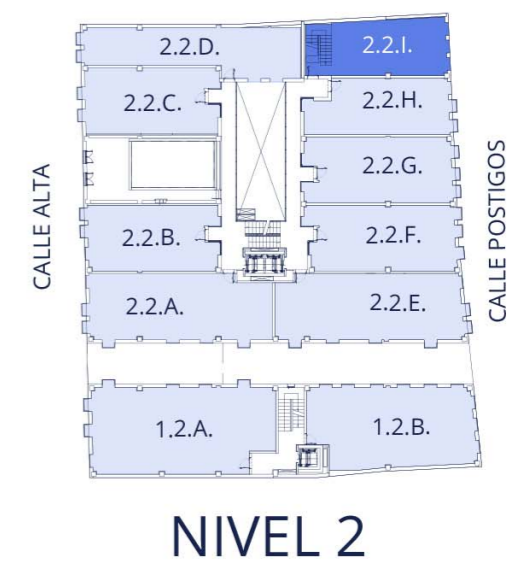 2.2.D.
2.2.I.
2.2.C.
2.2.H.
2.2.G.
CALLE ALTA
CALLE POSTIGOS
2.2.B.
2.2.F.
2.2.A.
2.2.E.
1.2.A.
1.2.B.
NIVEL 2